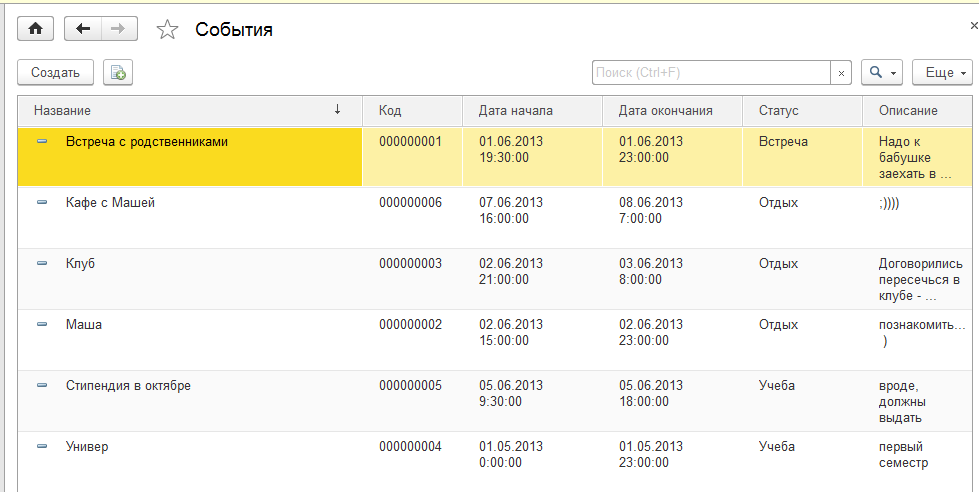 События
Создать
Поиск (Ctrl+F)
×
Еще
Название ↓ Код Дата начала Дата окончания Статус Описание
Встреча с родственниками 000000001 01.06.2013 01.06.2013 Встреча Надо к
19:30:00 23:00:00 бабушке
заехать в ...
Кафе с Машей 000000006 07.06.2013 08.06.2013 Отдых ;))))
16:00:00 7:00:00
Клуб 000000003 02.06.2013 03.06.2013 Отдых Договорились
21:00:00 8:00:00 пересечься в
клубе - ...
Маша 000000002 02.06.2013 02.06.2013 Отдых познакомить...
15:00:00 23:00:00 )
Стипендия в октябре 000000005 05.06.2013 05.06.2013 Учеба вроде,
9:30:00 18:00:00 должны
выдать
Универ 000000004 01.05.2013 01.05.2013 Учеба первый
0:00:00 23:00:00 семестр